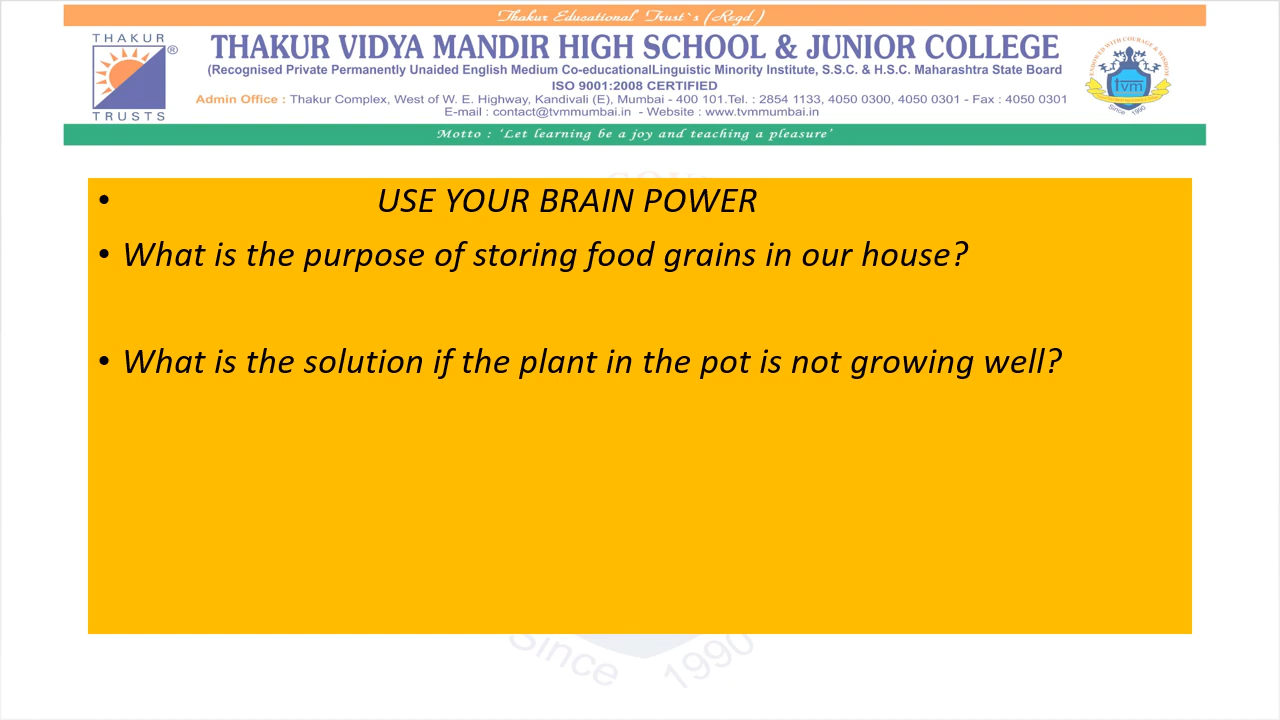 Thakur Educational Trust`s (Regd.)
THAKUR
®
TRUSTS
THAKUR VIDYA MANDIR HIGH SCHOOL & JUNIOR COLLEGE
(Recognised Private Permanently Unaided English Medium Co-educationalLinguistic Minority Institute, S.S.C. & H.S.C. Maharashtra State Board
ISO 9001:2008 CERTIFIED
Admin Office : Thakur Complex, West of W. E. Highway, Kandivali (E), Mumbai - 400 101.Tel. : 2854 1133, 4050 0300, 4050 0301 - Fax : 4050 0301
E-mail : contact@tvmmumbai.in - Website : www.tvmmumbai.in
ENDOWED WITH COURAGE & WISDOM
tvm
Since 1990
Motto : ‘Let learning be a joy and teaching a pleasure’
• USE YOUR BRAIN POWER
• What is the purpose of storing food grains in our house?
• What is the solution if the plant in the pot is not growing well?
Since 1990